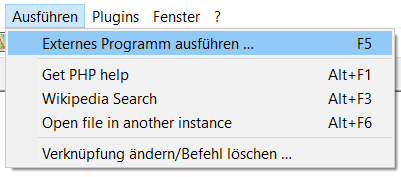 Ausführen Plugins Fenster ?
Externes Programm ausführen ... F5
Get PHP help Alt+F1
Wikipedia Search Alt+F3
Open file in another instance Alt+F6
Verknüpfung ändern/Befehl löschen ...